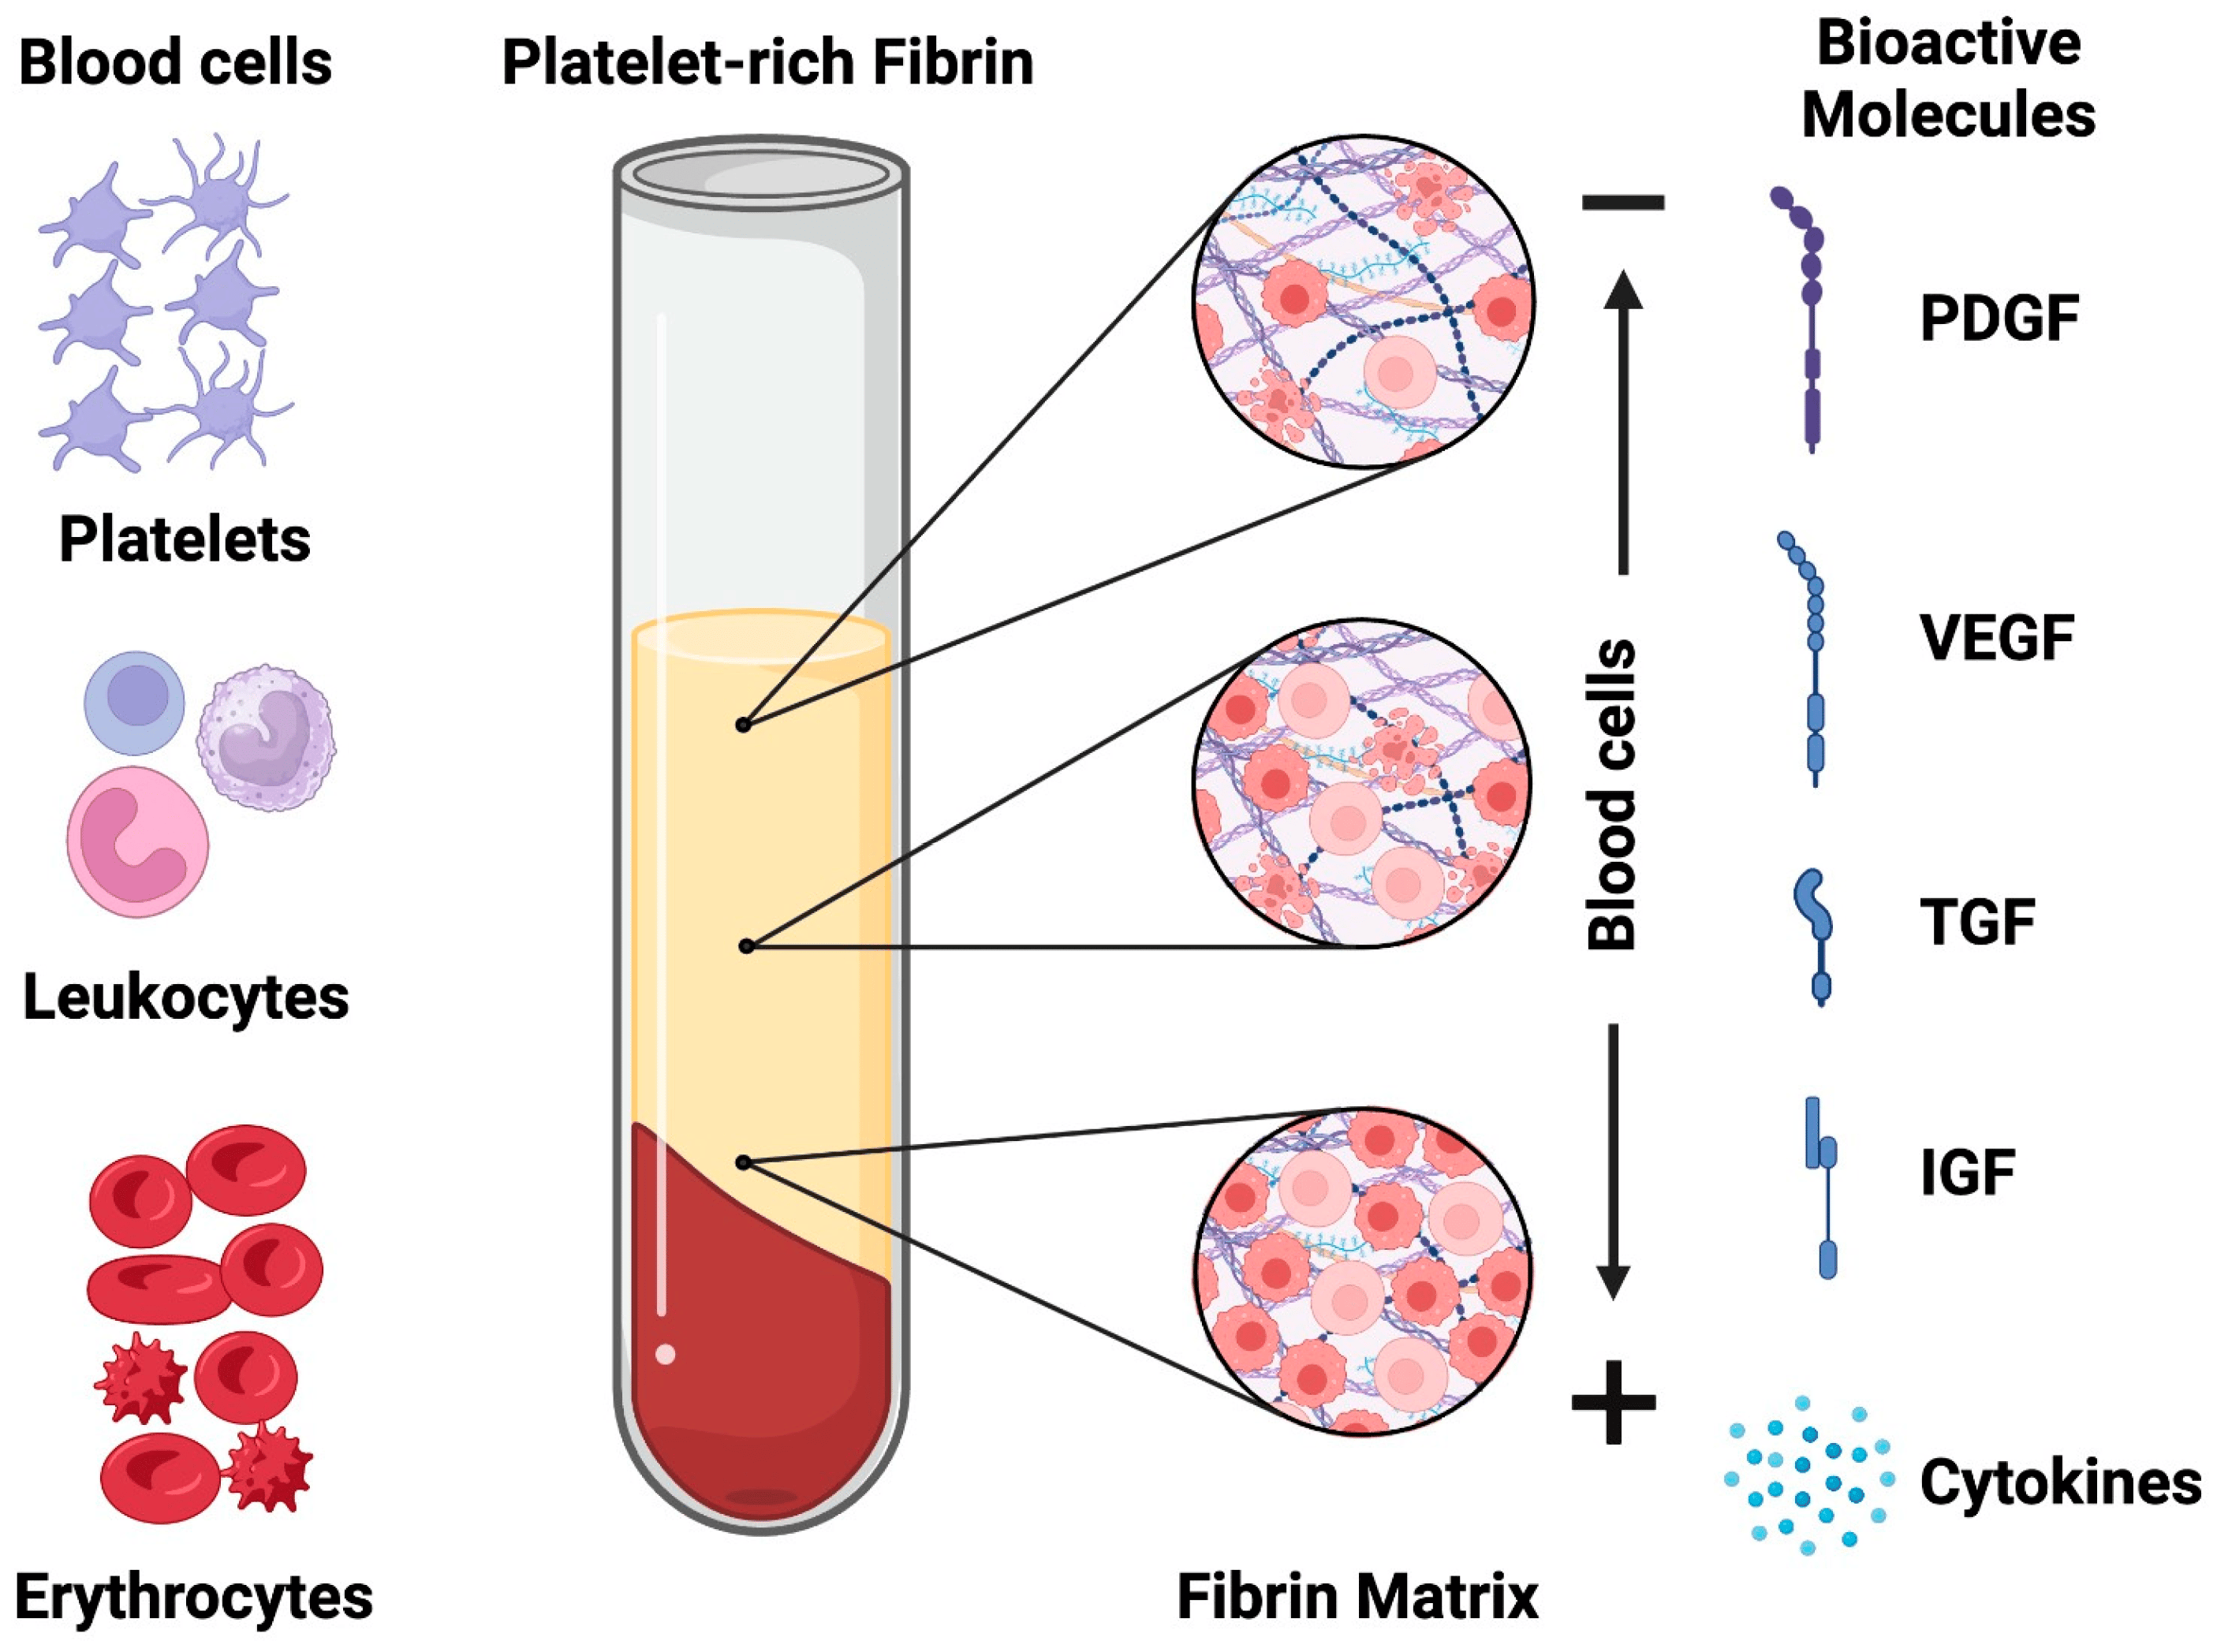 Blood cells
Platelets
Leukocytes
Erythrocytes
Platelet-rich Fibrin
Fibrin Matrix
−
Blood cells
+
Bioactive
Molecules
PDGF
VEGF
TGF
IGF
Cytokines